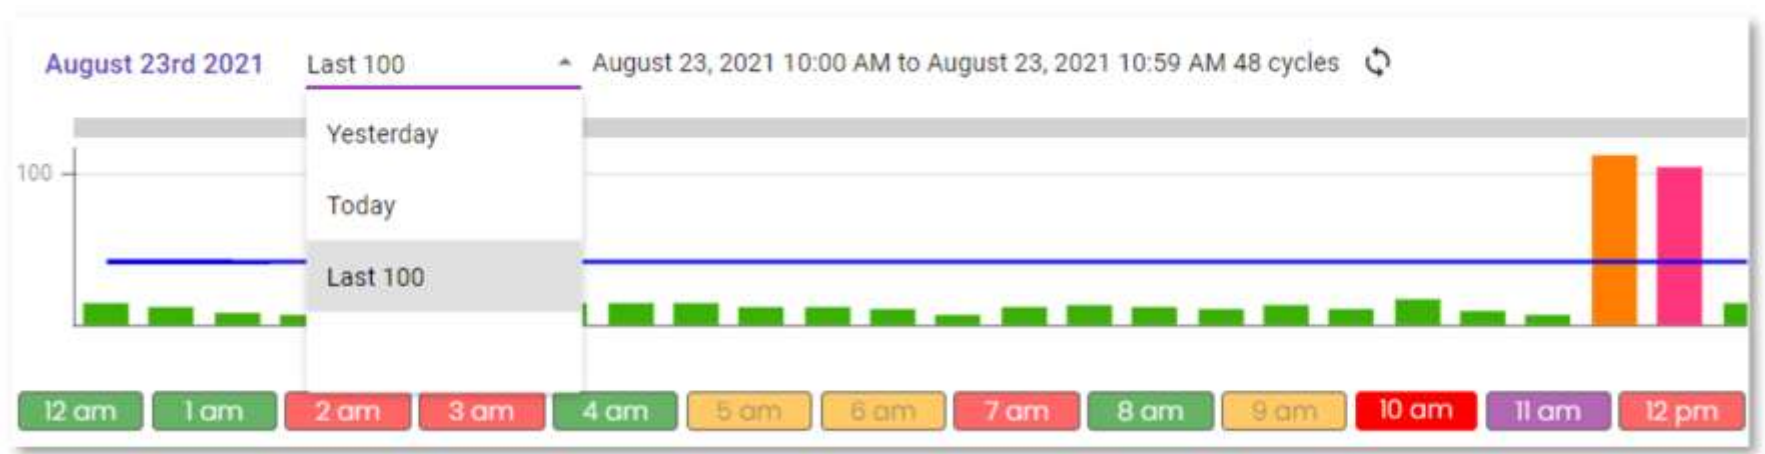 August 23rd 2021 Last 100 August 23, 2021 10:00 AM to August 23, 2021 10:59 AM 48 cycles
Yesterday
100
Today
Last 100
12 am 1 am 2 am 3 am 4 am 5 am 6 am 7 am 8 am 9 am 10 am 11 am 12 pm